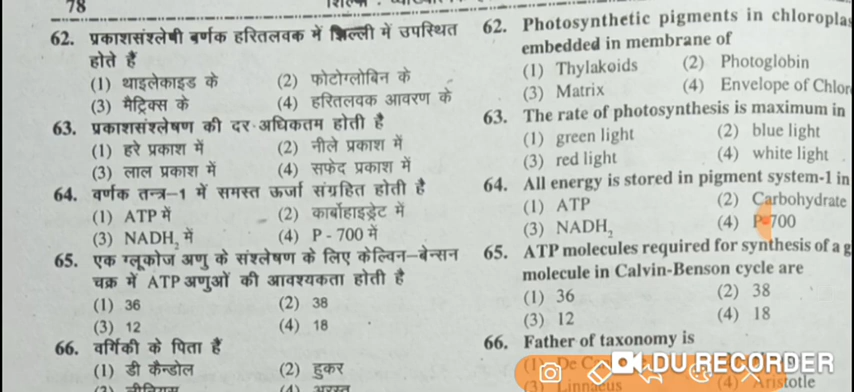 78
62. प्रकाशसंश्लेषी वर्णक हरितलवक में झिल्ली में उपस्थित
होते हैं
(1) थाइलेकाइड के (2) फोटोग्लोबिन के
(3) मैट्रिक्स के (4) हरितलवक आवरण के
63. प्रकाशसंश्लेषण की दर अधिकतम होती है
(1) हरे प्रकाश में (2) नीले प्रकाश में
(3) लाल प्रकाश में (4) सफेद प्रकाश में
64. वर्णक तन्त्र–1 में समस्त ऊर्जा संग्रहित होती है
(1) ATP में (2) कार्बोहाइड्रेट में
(3) NADH₂ में (4) P - 700 में
65. एक ग्लूकोज अणु के संश्लेषण के लिए केल्विन–बेन्सन
चक्र में ATP अणुओं की आवश्यकता होती है
(1) 36 (2) 38
(3) 12 (4) 18
66. वर्गिकी के पिता हैं
(1) डी कैन्डोल (2) हुकर
62. Photosynthetic pigments in chloroplas
embedded in membrane of
(1) Thylakoids (2) Photoglobin
(3) Matrix (4) Envelope of Chlor
63. The rate of photosynthesis is maximum in
(1) green light (2) blue light
(3) red light (4) white light
64. All energy is stored in pigment system-1 in
(1) ATP (2) Carbohydrate
(3) NADH₂ (4) P-700
65. ATP molecules required for synthesis of a g
molecule in Calvin-Benson cycle are
(1) 36 (2) 38
(3) 12 (4) 18
66. Father of taxonomy is
(1) De
(3) Linnaeus (4) Aristotle
DU RECORDER